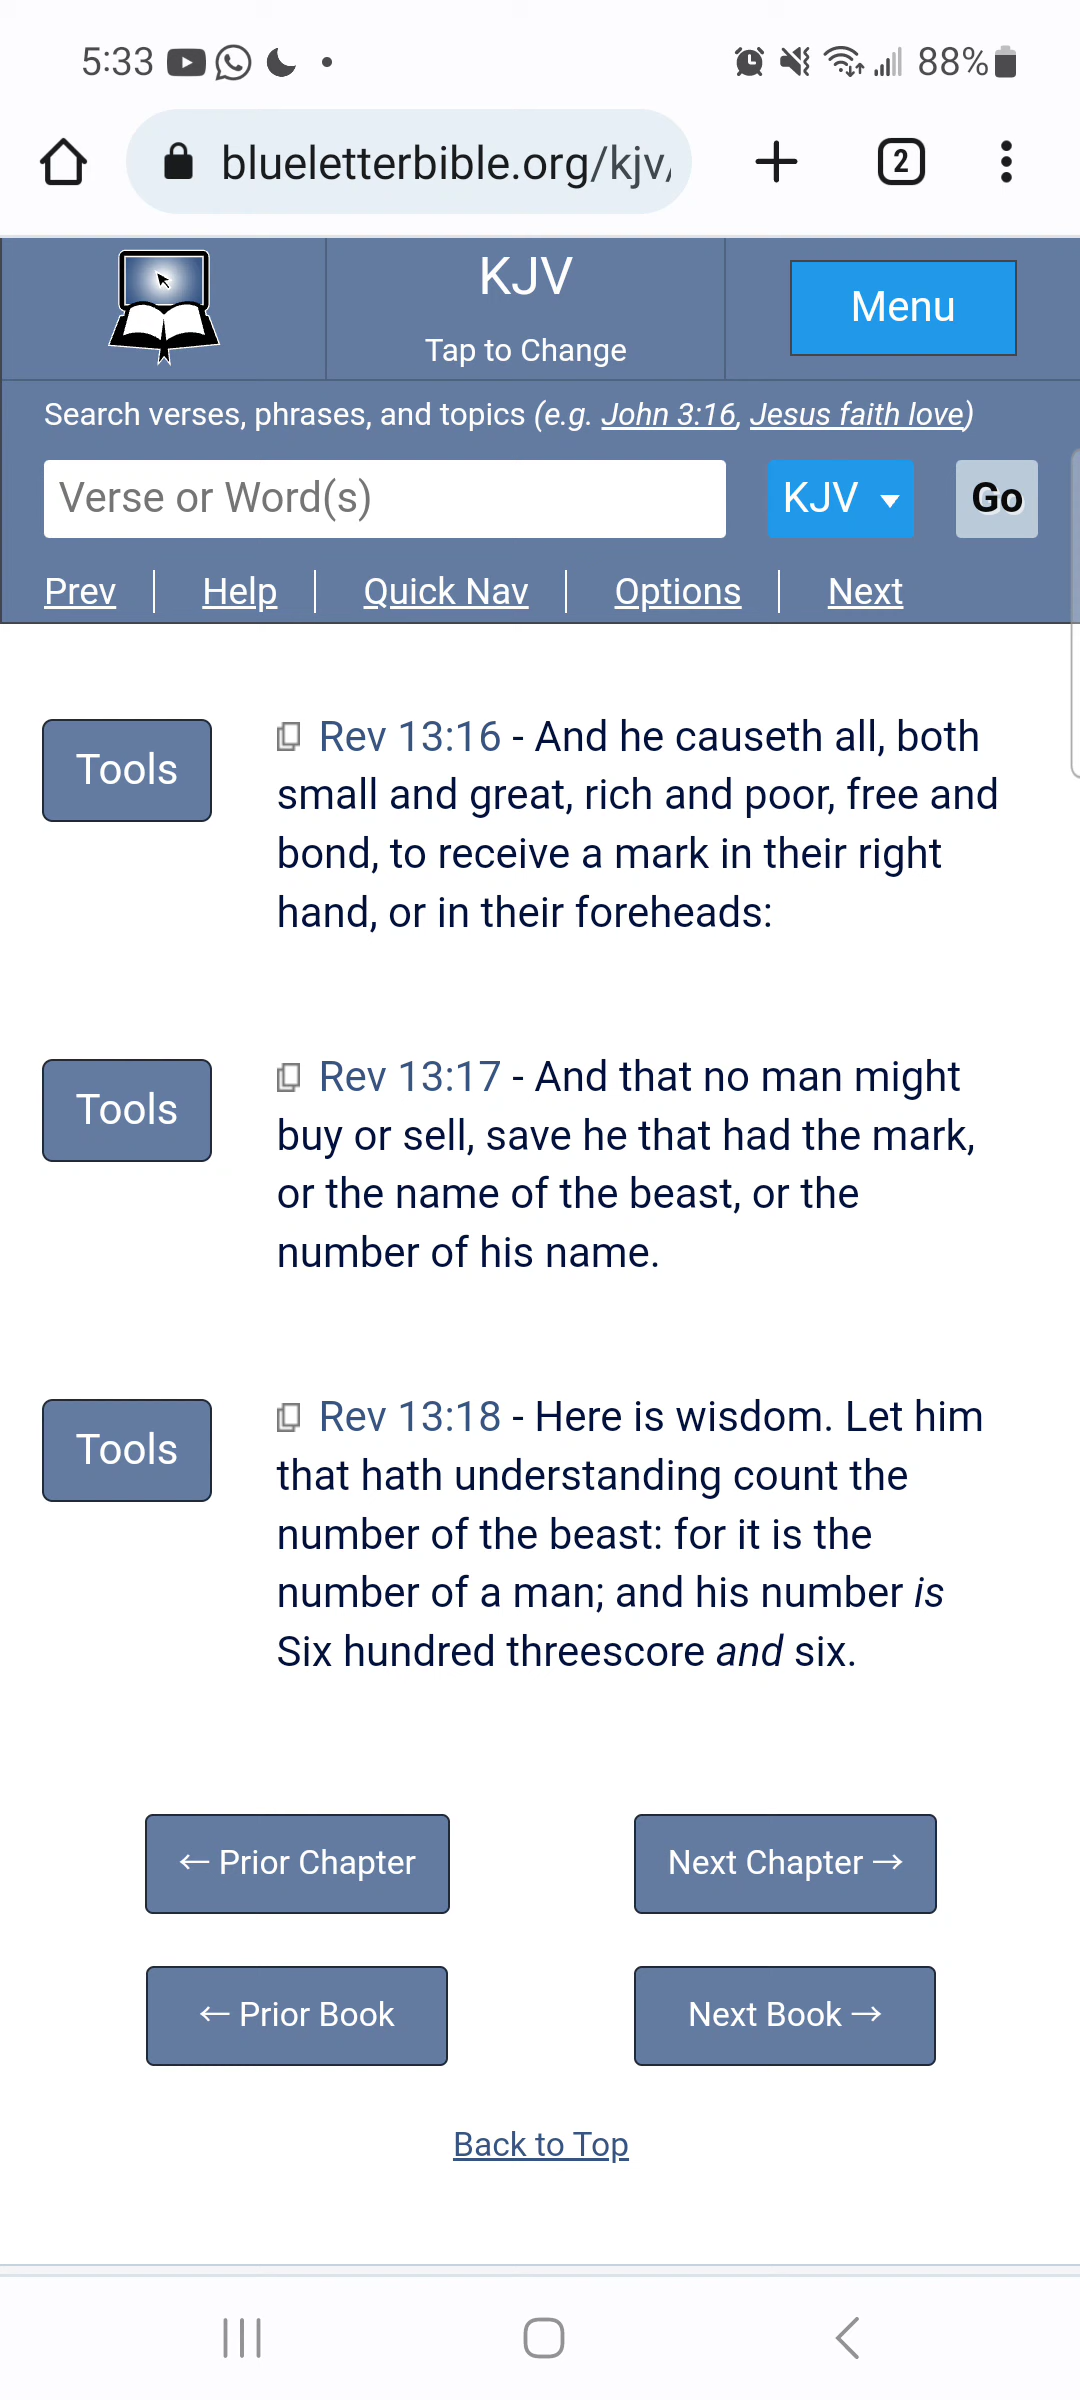 5:33
88%
blueletterbible.org/kjv/
2
KJV
Tap to Change
Menu
Search verses, phrases, and topics (e.g. John 3:16, Jesus faith love)
Verse or Word(s)
KJV
Go
Prev
Help
Quick Nav
Options
Next
Tools
Rev 13:16 - And he causeth all, both
small and great, rich and poor, free and
bond, to receive a mark in their right
hand, or in their foreheads:
Tools
Rev 13:17 - And that no man might
buy or sell, save he that had the mark,
or the name of the beast, or the
number of his name.
Tools
Rev 13:18 - Here is wisdom. Let him
that hath understanding count the
number of the beast: for it is the
number of a man; and his number is
Six hundred threescore and six.
← Prior Chapter
Next Chapter →
← Prior Book
Next Book →
Back to Top